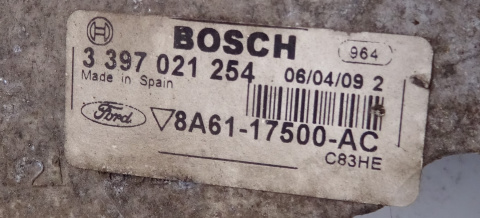 BOSCH
964
3 397 021 254
06/04/09 2
Made in Spain
Ford
8A61-17500-AC
C83HE